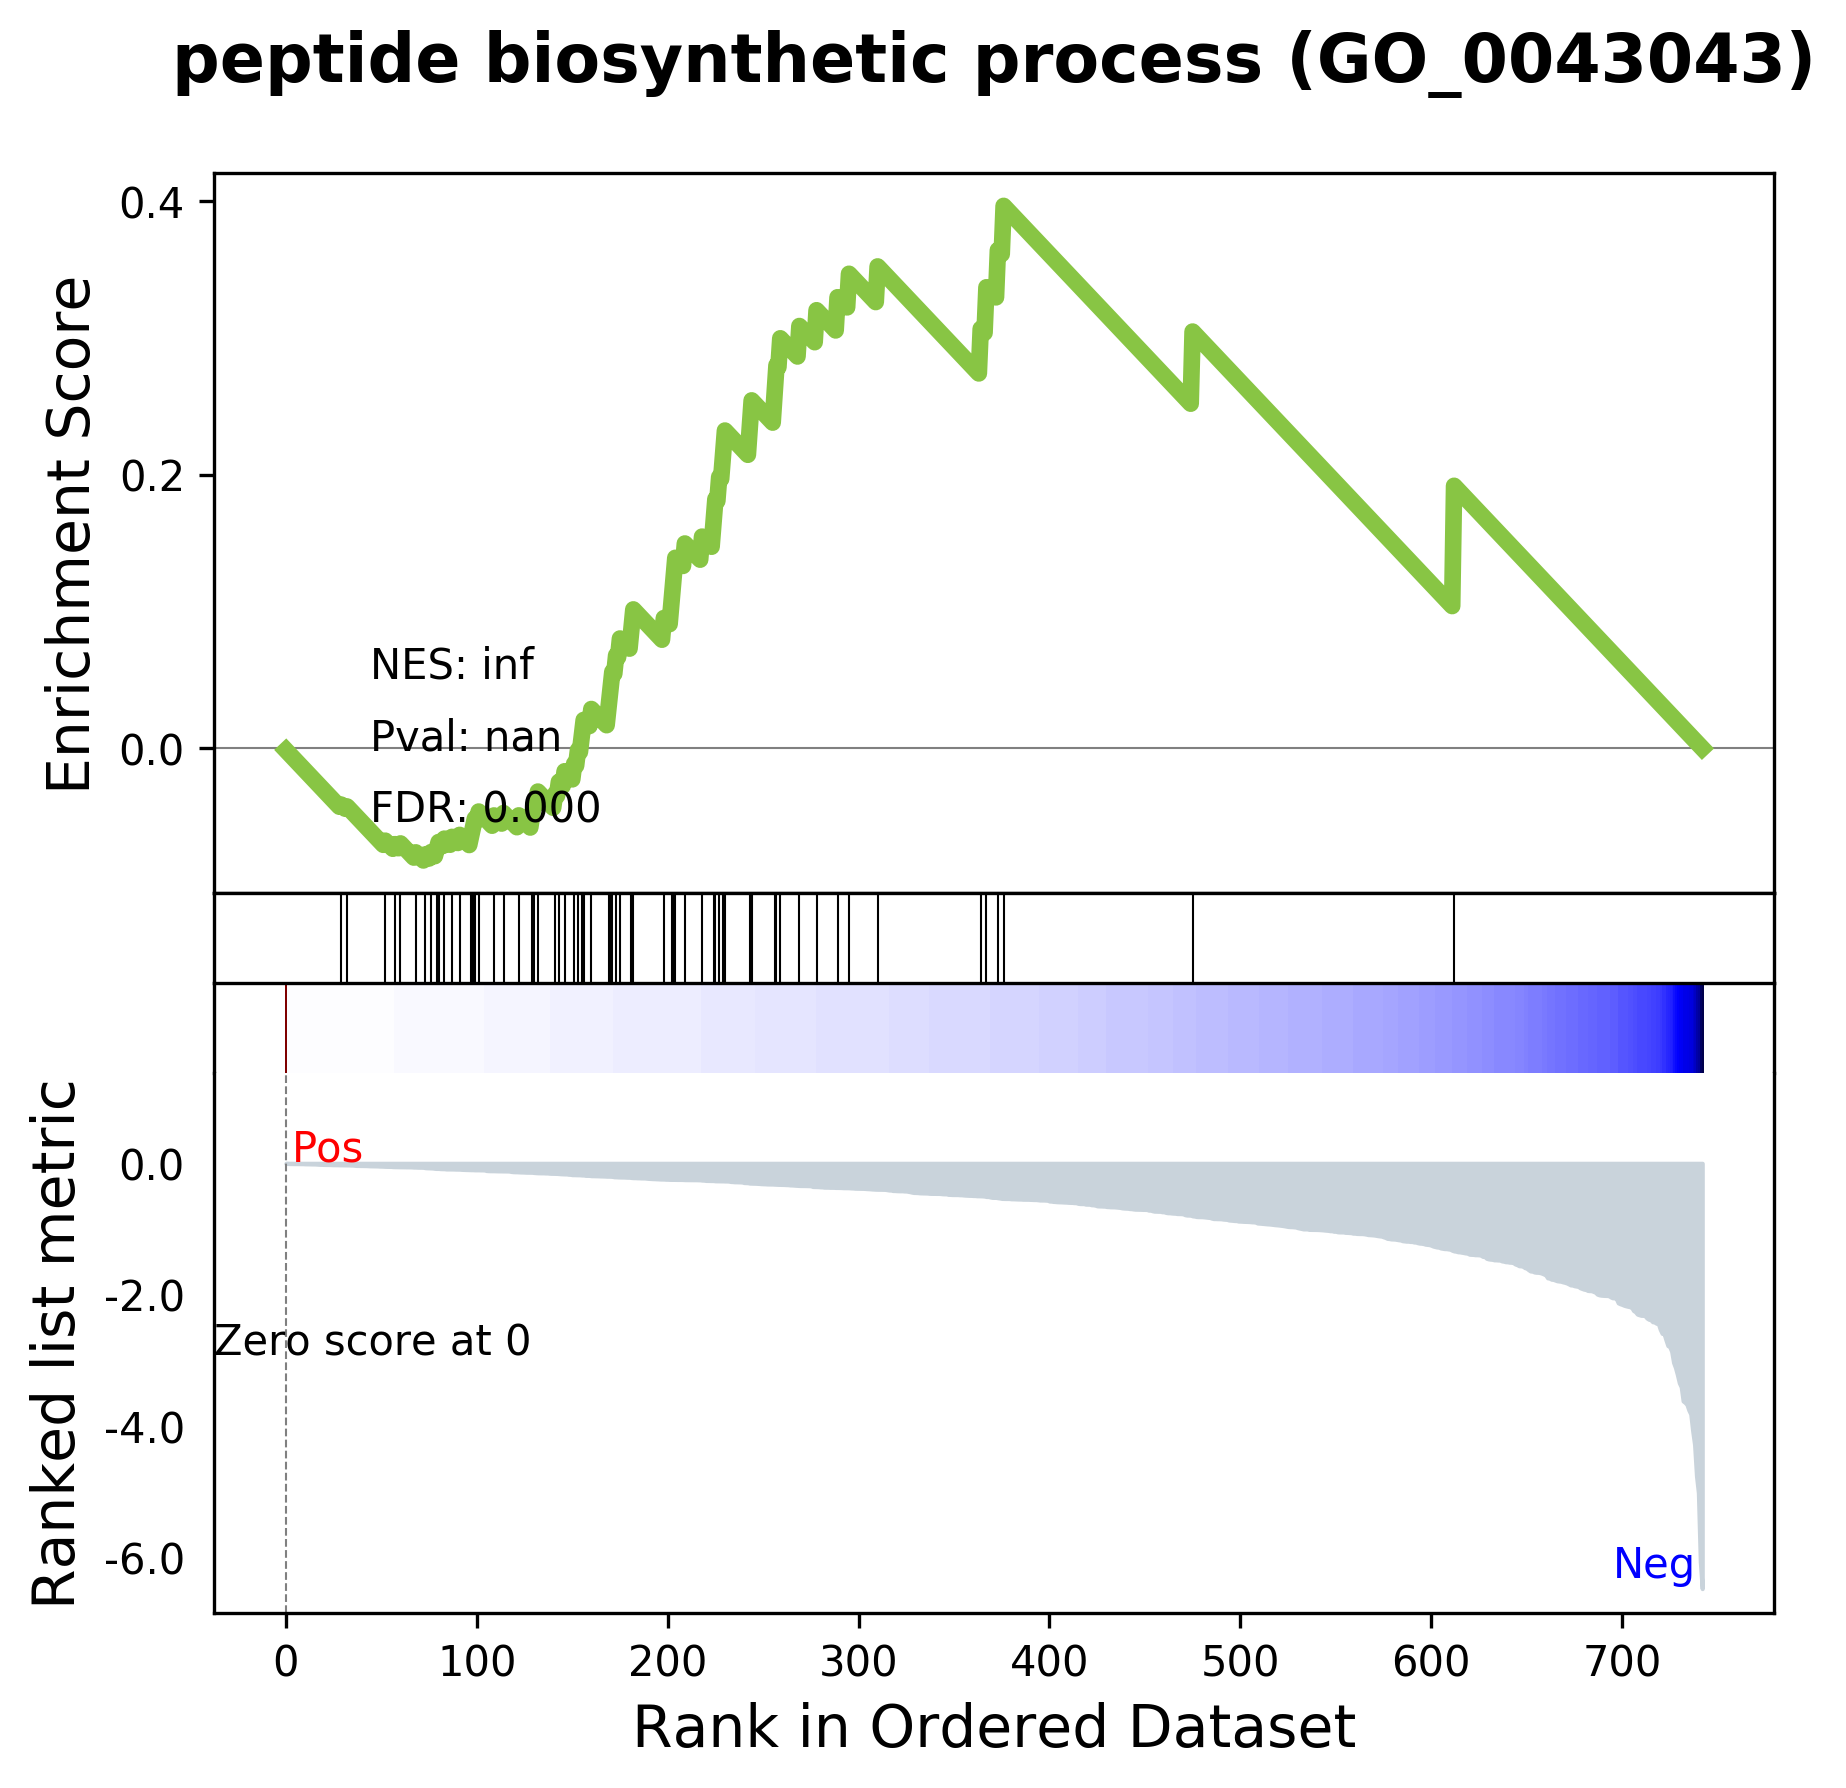 peptide biosynthetic process (GO_0043043)
Enrichment Score
0.4
0.2
0.0
NES: inf
Pval: nan
FDR: 0.000
Ranked list metric
0.0
-2.0
-4.0
-6.0
Pos
Zero score at 0
Neg
0 100 200 300 400 500 600 700
Rank in Ordered Dataset